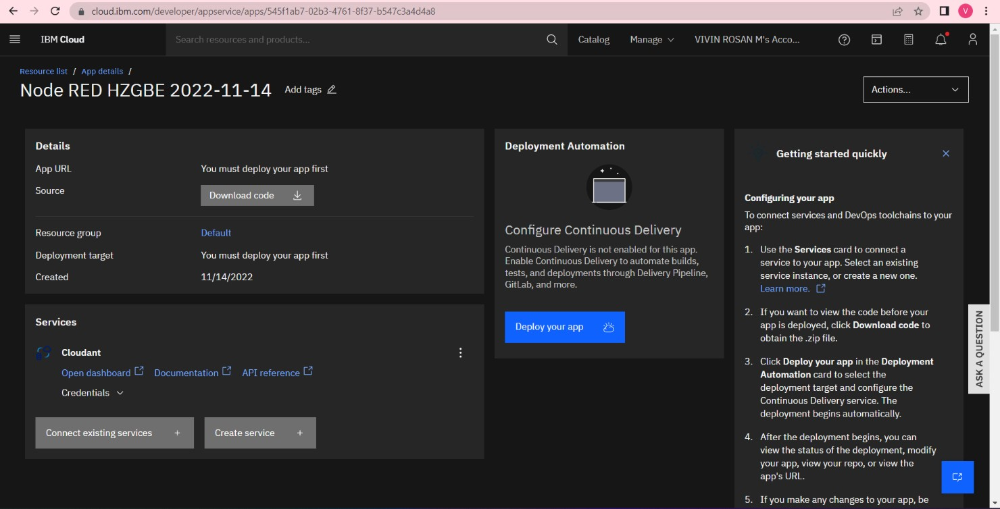 cloud.ibm.com/developer/appservice/apps/545f1ab7-02b3-4761-8f37-b547c3a4d4a8
V
IBM Cloud
Search resources and products...
Catalog
Manage
VIVIN ROSAN M's Acco...
Resource list / App details /
Node RED HZGBE 2022-11-14
Add tags
Actions...
Details
App URL
You must deploy your app first
Source
Download code
Resource group
Default
Deployment target
You must deploy your app first
Created
11/14/2022
Services
Cloudant
Open dashboard
Documentation
API reference
Credentials
Connect existing services +
Create service +
Deployment Automation
Configure Continuous Delivery
Continuous Delivery is not enabled for this app.
Enable Continuous Delivery to automate builds,
tests, and deployments through Delivery Pipeline,
GitLab, and more.
Deploy your app
Getting started quickly
Configuring your app
To connect services and DevOps toolchains to your
app:
1. Use the Services card to connect a
service to your app. Select an existing
service instance, or create a new one.
Learn more.
2. If you want to view the code before your
app is deployed, click Download code to
obtain the .zip file.
3. Click Deploy your app in the Deployment
Automation card to select the
deployment target and configure the
Continuous Delivery service. The
deployment begins automatically.
4. After the deployment begins, you can
view the status of the deployment, modify
your app, view your repo, or view the
app's URL.
5. If you make any changes to your app, be
ASK A QUESTION